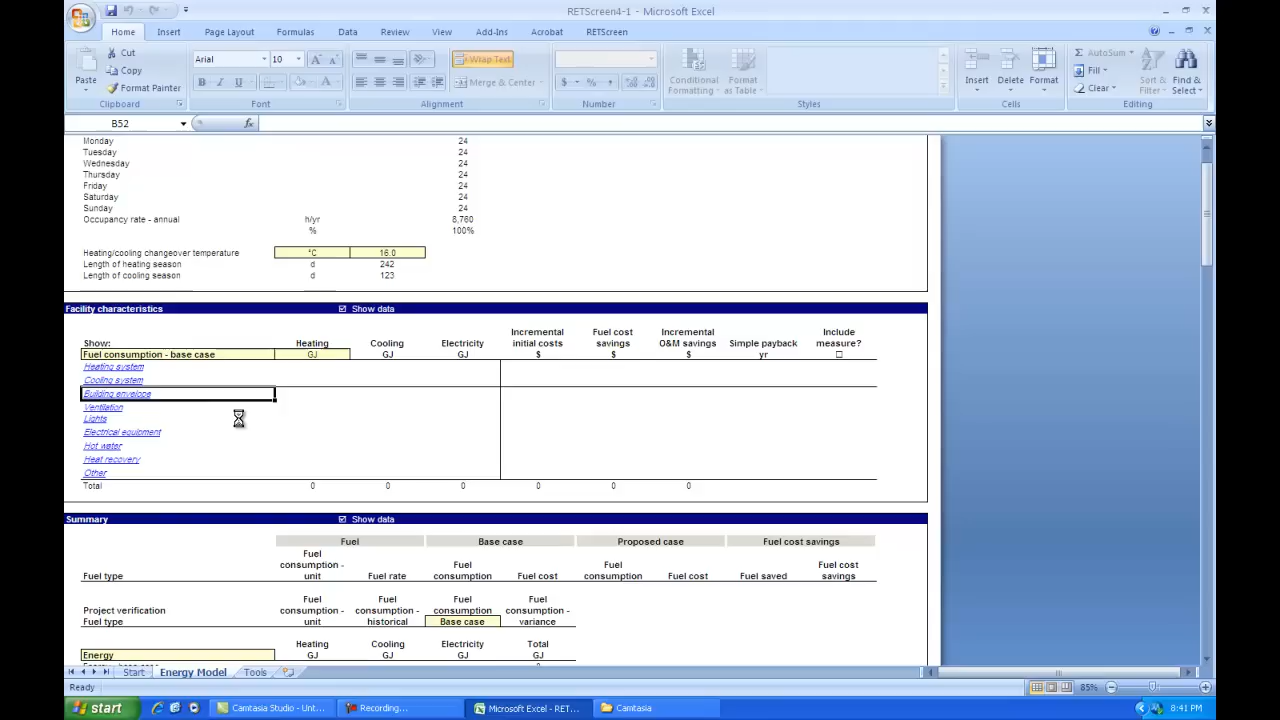 RETScreen4-1 - Microsoft Excel
Home Insert Page Layout Formulas Data Review View Add-Ins Acrobat RETScreen
Paste Cut Copy Format Painter
Clipboard
Arial 10
B I U
Font
Wrap Text
Merge & Center
Alignment
$ % ,
Number
Conditional Formatting Format as Table
Styles
Insert Delete Format
Cells
Σ AutoSum Fill Clear Sort & Filter Find & Select
Editing
B52 fx
Monday 24
Tuesday 24
Wednesday 24
Thursday 24
Friday 24
Saturday 24
Sunday 24
Occupancy rate - annual h/yr 8,760
% 100%
Heating/cooling changeover temperature °C 16.0
Length of heating season d 242
Length of cooling season d 123
Facility characteristics Show data
Show: Heating Cooling Electricity Incremental initial costs Fuel cost savings Incremental O&M savings Simple payback Include measure?
Fuel consumption - base case GJ GJ GJ $ $ $ yr
Heating system
Cooling system
Building envelope
Ventilation
Lights
Electrical equipment
Hot water
Heat recovery
Other
Total 0 0 0 0 0 0
Summary Show data
Fuel Base case Proposed case Fuel cost savings
Fuel type Fuel consumption - unit Fuel rate Fuel consumption Fuel cost Fuel consumption Fuel cost Fuel saved Fuel cost savings
Project verification Fuel Fuel Fuel Fuel
consumption - consumption - consumption consumption -
Fuel type unit historical Base case variance
Heating Cooling Electricity Total
Energy GJ GJ GJ GJ
Start Energy Model Tools
Ready 85%
start Camtasia Studio - Unt... Recording... Microsoft Excel - RET... Camtasia 8:41 PM